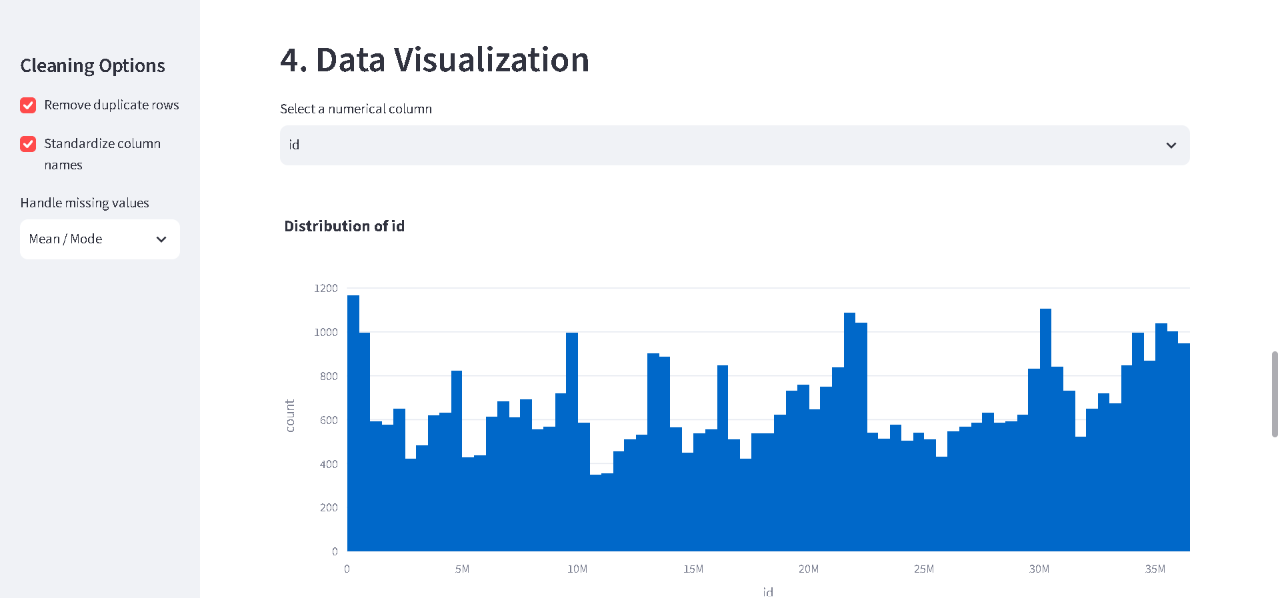 Cleaning Options
Remove duplicate rows
Standardize column
names
Handle missing values
Mean / Mode
4. Data Visualization
Select a numerical column
id
Distribution of id
1200
1000
800
600
400
200
0
count
0 5M 10M 15M 20M 25M 30M 35M
id